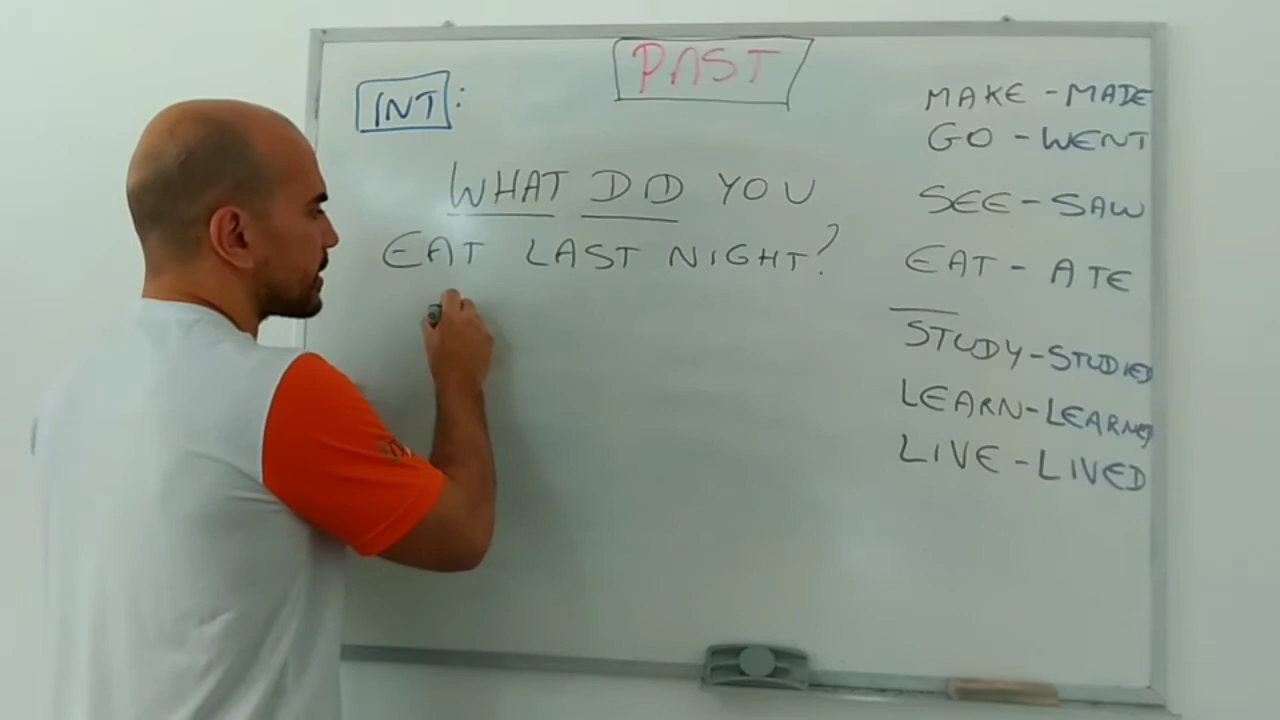 PAST
INT:
WHAT DID YOU
EAT LAST NIGHT?
MAKE - MADE
GO - WENT
SEE - SAW
EAT - ATE
STUDY - STUDIED
LEARN - LEARNED
LIVE - LIVED